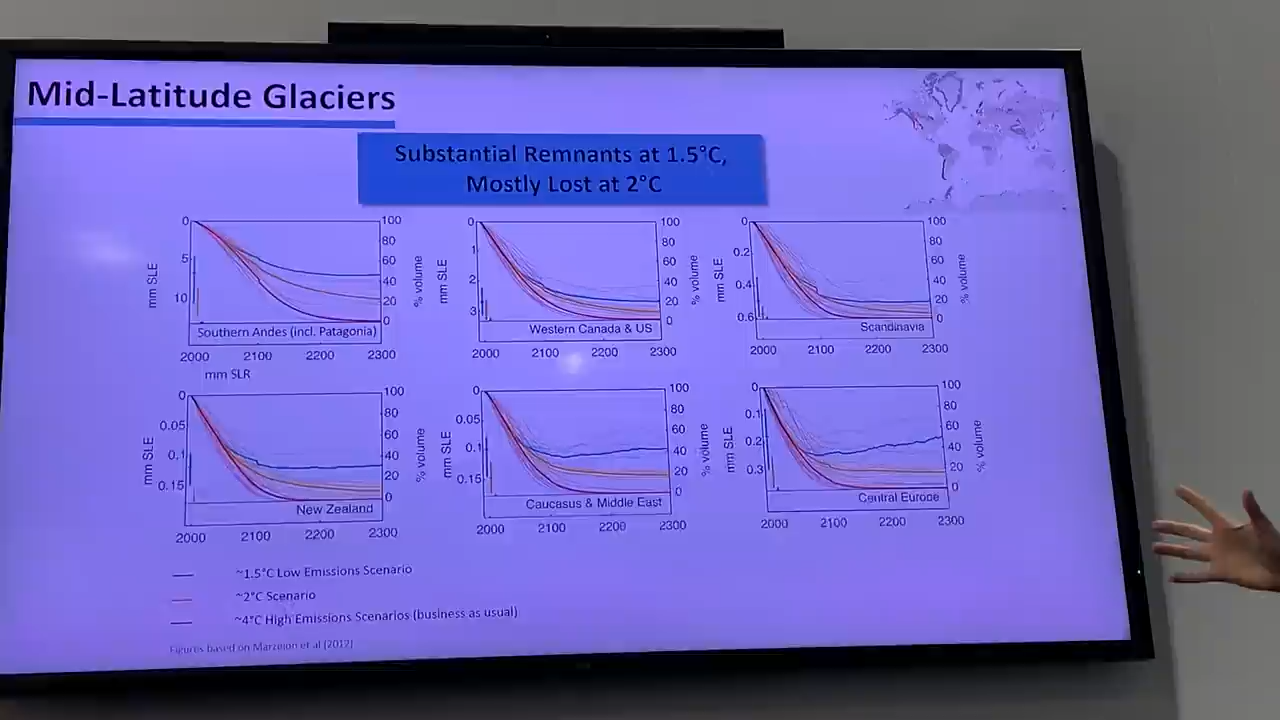 Mid-Latitude Glaciers
Substantial Remnants at 1.5°C,
Mostly Lost at 2°C
0
5
10
mm SLE
100
80
60
40
20
0
% volume
Southern Andes (incl. Patagonia)
2000 2100 2200 2300
mm SLR
0
1
2
3
mm SLE
100
80
60
40
20
0
% volume
Western Canada & US
2000 2100 2200 2300
0
0.2
0.4
0.6
mm SLE
100
80
60
40
20
0
% volume
Scandinavia
2000 2100 2200 2300
0
0.05
0.1
0.15
mm SLE
100
80
60
40
20
0
% volume
New Zealand
2000 2100 2200 2300
0
0.05
0.1
0.15
mm SLE
100
80
60
40
20
0
% volume
Caucasus & Middle East
2000 2100 2200 2300
0
0.1
0.2
0.3
mm SLE
100
80
60
40
20
0
% volume
Central Europe
2000 2100 2200 2300
~1.5°C Low Emissions Scenario
~2°C Scenario
~4°C High Emissions Scenarios (business as usual)
Figures based on Marzeion et al (2012)